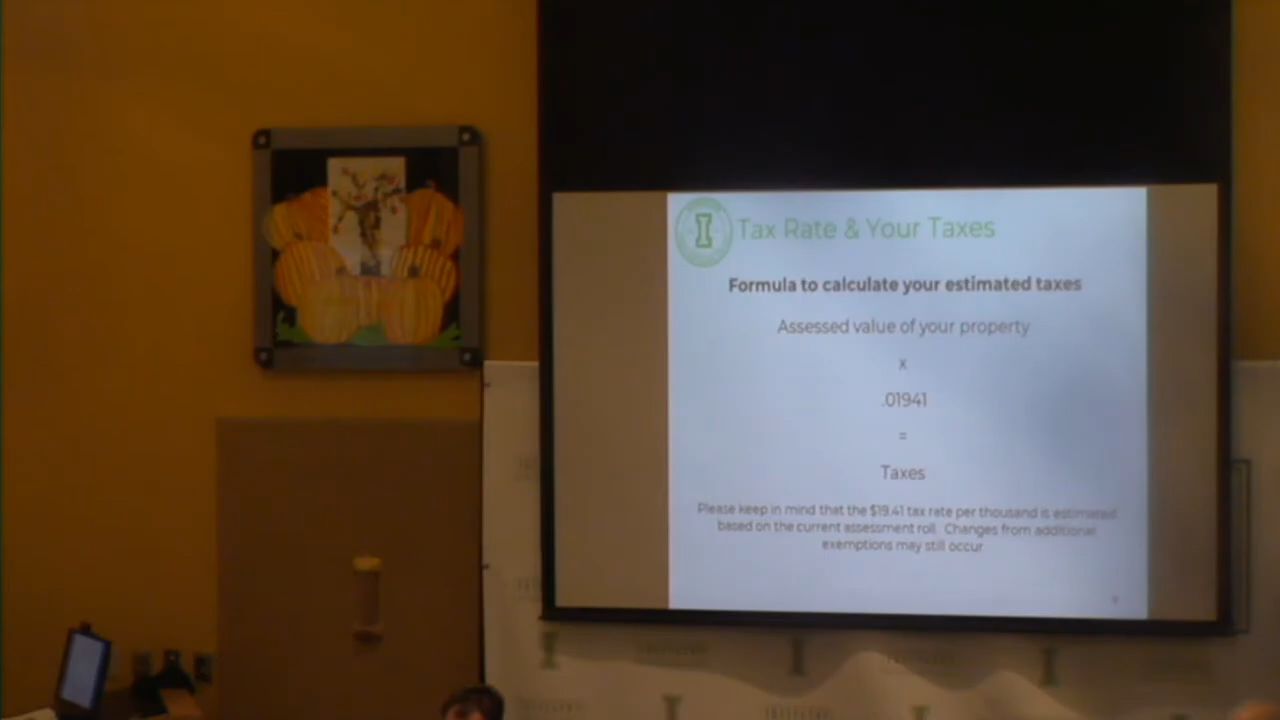 I
Tax Rate & Your Taxes
Formula to calculate your estimated taxes
Assessed value of your property
x
.01941
=
Taxes
Please keep in mind that the $19.41 tax rate per thousand is estimated
based on the current assessment roll. Changes from additional
exemptions may still occur